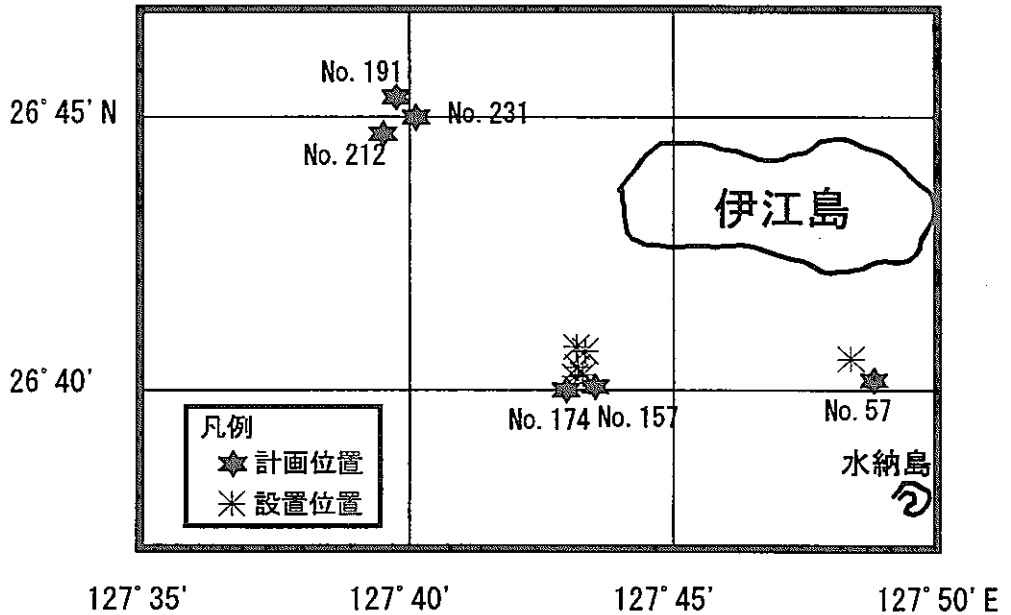 No. 191
26° 45' N
No. 231
No. 212
伊江島
26° 40'
No. 174
No. 157
No. 57
凡例
計画位置
設置位置
水納島
127° 35'
127° 40'
127° 45'
127° 50' E